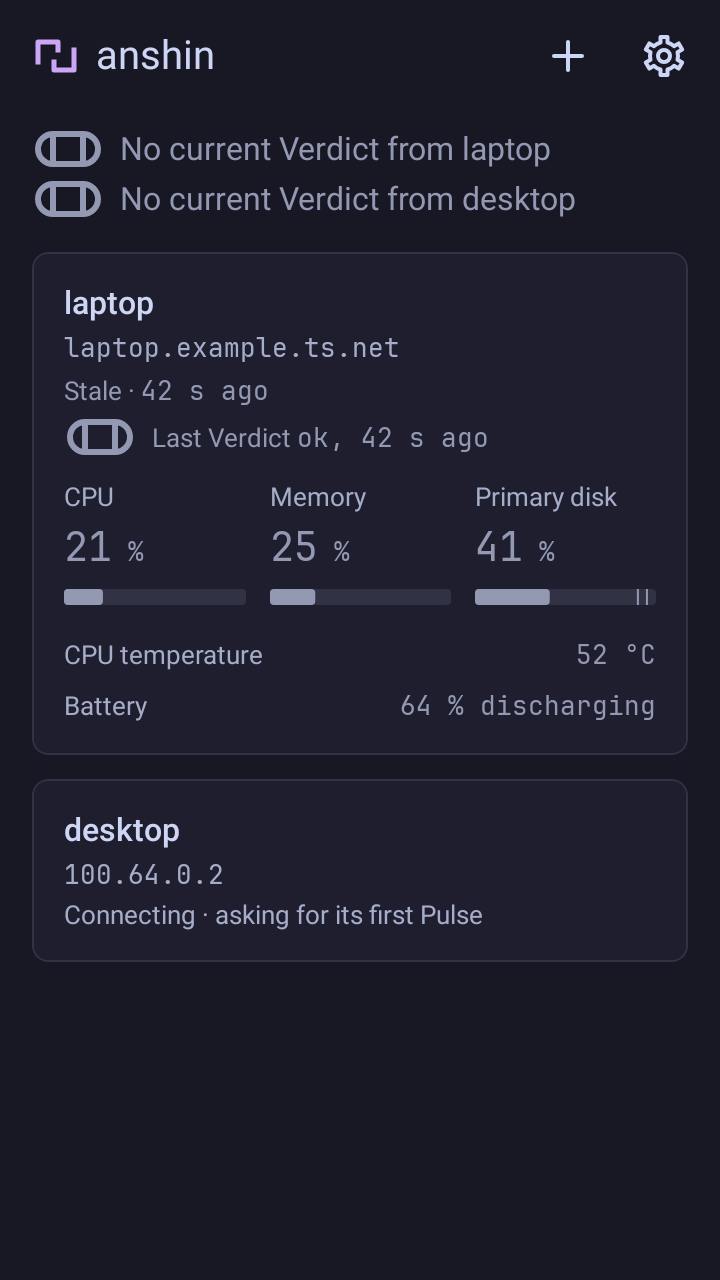 anshin
No current Verdict from laptop
No current Verdict from desktop
laptop
laptop.example.ts.net
Stale · 42 s ago
Last Verdict ok, 42 s ago
CPU Memory Primary disk
21 % 25 % 41 %
CPU temperature 52 °C
Battery 64 % discharging
desktop
100.64.0.2
Connecting · asking for its first Pulse